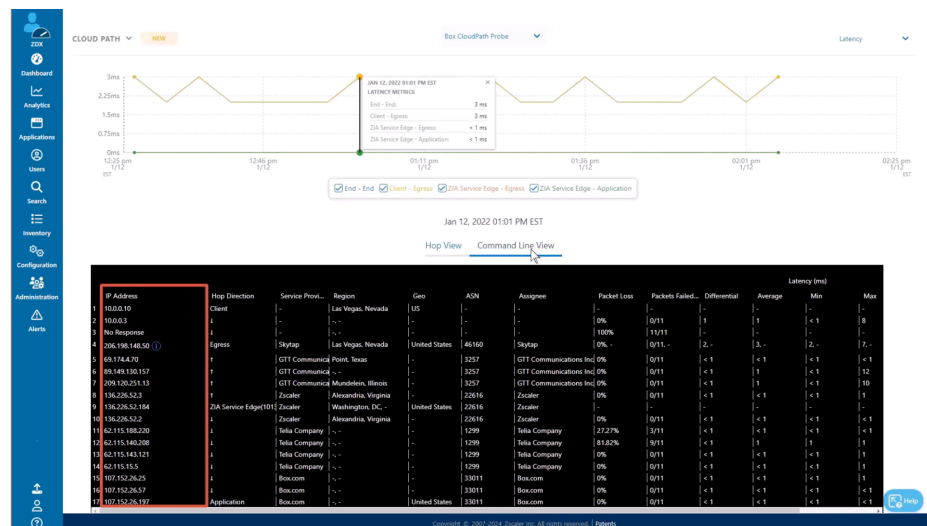 ZDX
Dashboard
Analytics
Applications
Users
Search
Inventory
Configuration
Administration
Alerts
CLOUD PATH NEW Box CloudPath Probe Latency
3ms
2.25ms
1.5ms
0.75ms
0ms
JAN 12, 2022 01:01 PM EST ×
LATENCY METRICS
End - End: 3 ms
Client - Egress: 3 ms
ZIA Service Edge - Egress: < 1 ms
ZIA Service Edge - Application: < 1 ms
12:25 pm 12:46 pm 01:11 pm 01:36 pm 02:01 pm 02:25 pm
1/12 1/12 1/12 1/12 1/12 1/12
EST EST
End - End Client - Egress ZIA Service Edge - Egress ZIA Service Edge - Application
Jan 12, 2022 01:01 PM EST
Hop View Command Line View
Latency (ms)
IP Address Hop Direction Service Provi... Region Geo ASN Assignee Packet Loss Packets Failed... Differential Average Min Max
1 10.0.0.10 Client - Las Vegas, Nevada US - - - - - - - -
2 10.0.0.3 ↓ - -, - - - - 0% 0/11 1 1 < 1 8
3 No Response ↓ - -, - - - - 100% 11/11 - - - -
4 206.198.148.50 Egress Skytap Las Vegas, Nevada United States 46160 Skytap 0%, - 0/11, - 2, - 3, - 2, - 7, -
5 69.174.4.70 ↑ GTT Communica Point, Texas - 3257 GTT Communications Inc 0% 0/11 < 1 < 1 < 1 < 1
6 89.149.130.157 ↑ GTT Communica -, - - 3257 GTT Communications Inc 0% 0/11 < 1 1 < 1 12
7 209.120.251.13 ↑ GTT Communica Mundelein, Illinois - 3257 GTT Communications Inc 0% 0/11 < 1 1 < 1 10
8 136.226.52.3 ↑ Zscaler Alexandria, Virginia - 22616 Zscaler 0% 0/11 < 1 < 1 < 1 1
9 136.226.52.184 ZIA Service Edge(101 Zscaler Washington, DC, - United States 22616 Zscaler - - - - - -
10 136.226.52.2 ↓ Zscaler Alexandria, Virginia - 22616 Zscaler 0% 0/11 < 1 < 1 < 1 < 1
11 62.115.188.220 ↓ Telia Company -, - - 1299 Telia Company 27.27% 3/11 < 1 < 1 < 1 < 1
12 62.115.140.208 ↓ Telia Company -, - - 1299 Telia Company 81.82% 9/11 < 1 1 1 1
13 62.115.143.121 ↓ Telia Company -, - - 1299 Telia Company 0% 0/11 < 1 < 1 < 1 1
14 62.115.15.5 ↓ Telia Company -, - - 1299 Telia Company 0% 0/11 < 1 < 1 < 1 1
15 107.152.26.25 ↓ Box.com -, - - 33011 Box.com 0% 0/11 < 1 < 1 < 1 1
16 107.152.26.57 ↓ Box.com -, - - 33011 Box.com 0% 0/11 < 1 < 1 < 1 < 1
17 107.152.26.197 Application Box.com -, - United States 33011 Box.com 0% 0/11 < 1 < 1 < 1 < 1
Help
Copyright © 2007-2024 Zscaler Inc. All rights reserved. | Patents